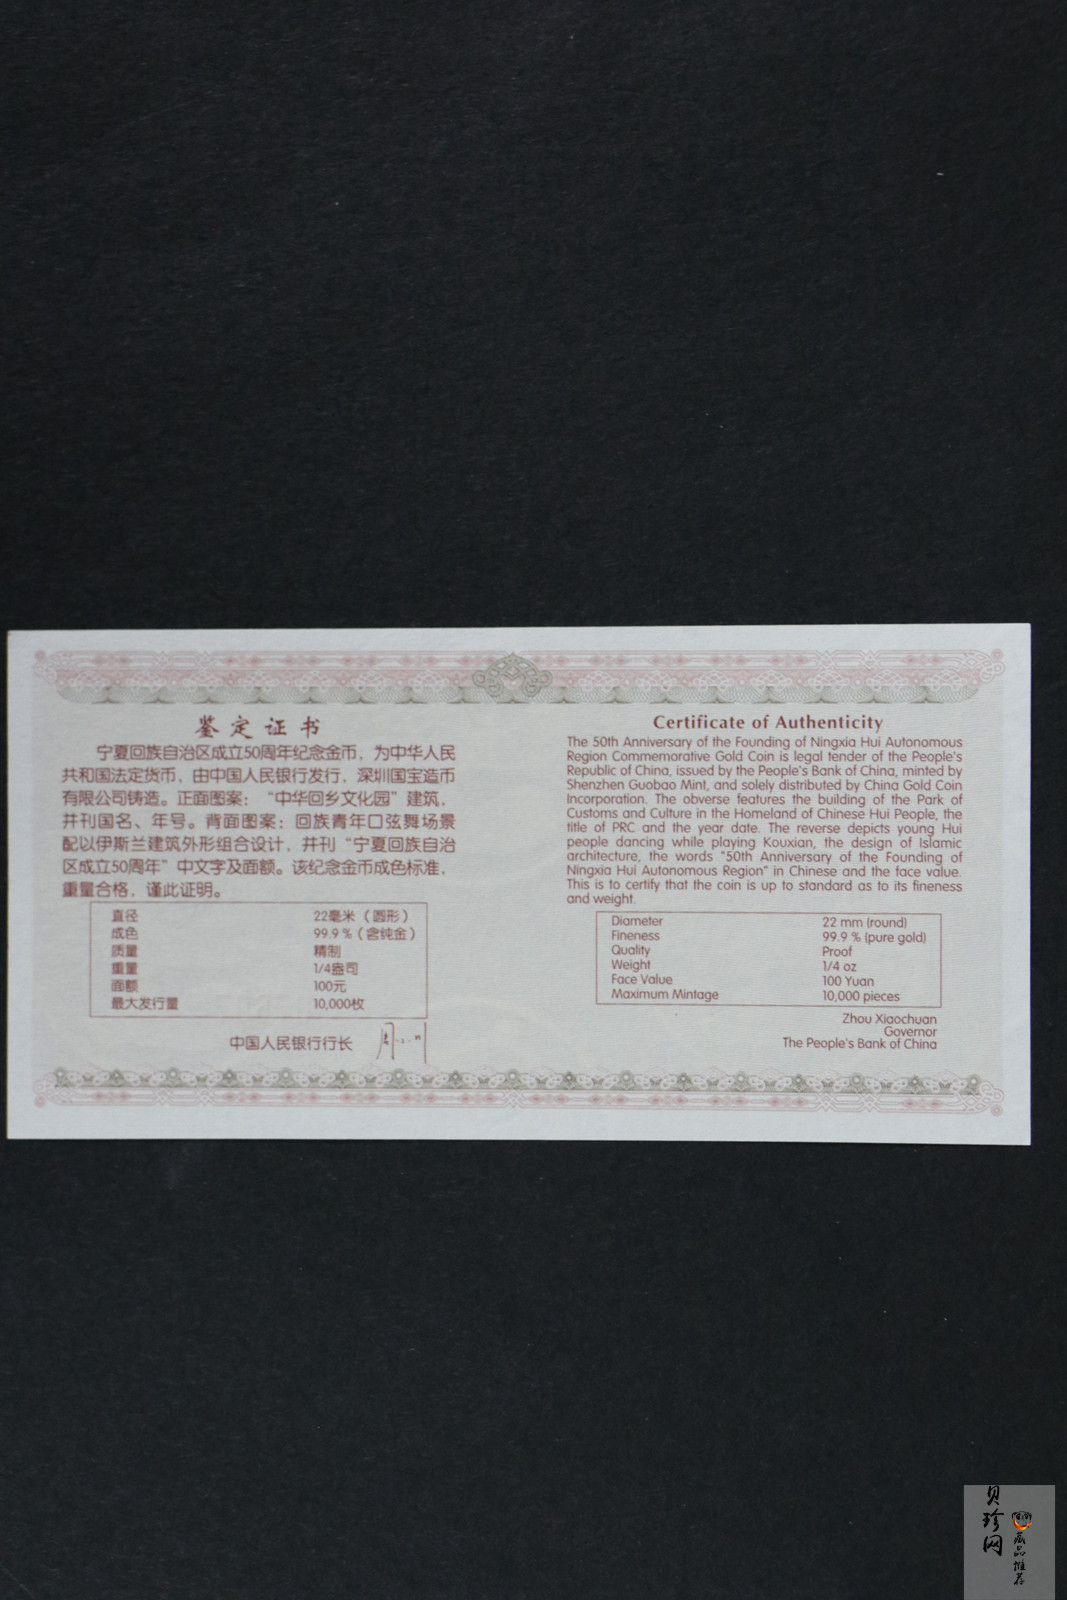 鉴定证书
宁夏回族自治区成立50周年纪念金币，为中华人民
共和国法定货币，由中国人民银行发行，深圳国宝造币
有限公司铸造。正面图案：“中华回乡文化园”建筑，
并刊国名、年号。背面图案：回族青年口弦舞场景
配以伊斯兰建筑外形组合设计，并刊“宁夏回族自治
区成立50周年”中文字及面额。该纪念金币成色标准，
重量合格，谨此证明。
直径 22毫米（圆形）
成色 99.9％（含纯金）
质量 精制
重量 1/4盎司
面额 100元
最大发行量 10,000枚
中国人民银行行长
Certificate of Authenticity
The 50th Anniversary of the Founding of Ningxia Hui Autonomous
Region Commemorative Gold Coin is legal tender of the People's
Republic of China, issued by the People's Bank of China, minted by
Shenzhen Guobao Mint, and solely distributed by China Gold Coin
Incorporation. The obverse features the building of the Park of
Customs and Culture in the Homeland of Chinese Hui People, the
title of PRC and the year date. The reverse depicts young Hui
people dancing while playing Kouxian, the design of Islamic
architecture, the words "50th Anniversary of the Founding of
Ningxia Hui Autonomous Region" in Chinese and the face value.
This is to certify that the coin is up to standard as to its fineness
and weight.
Diameter 22 mm (round)
Fineness 99.9 % (pure gold)
Quality Proof
Weight 1/4 oz
Face Value 100 Yuan
Maximum Mintage 10,000 pieces
Zhou Xiaochuan
Governor
The People's Bank of China
贝珍网
藏品推荐